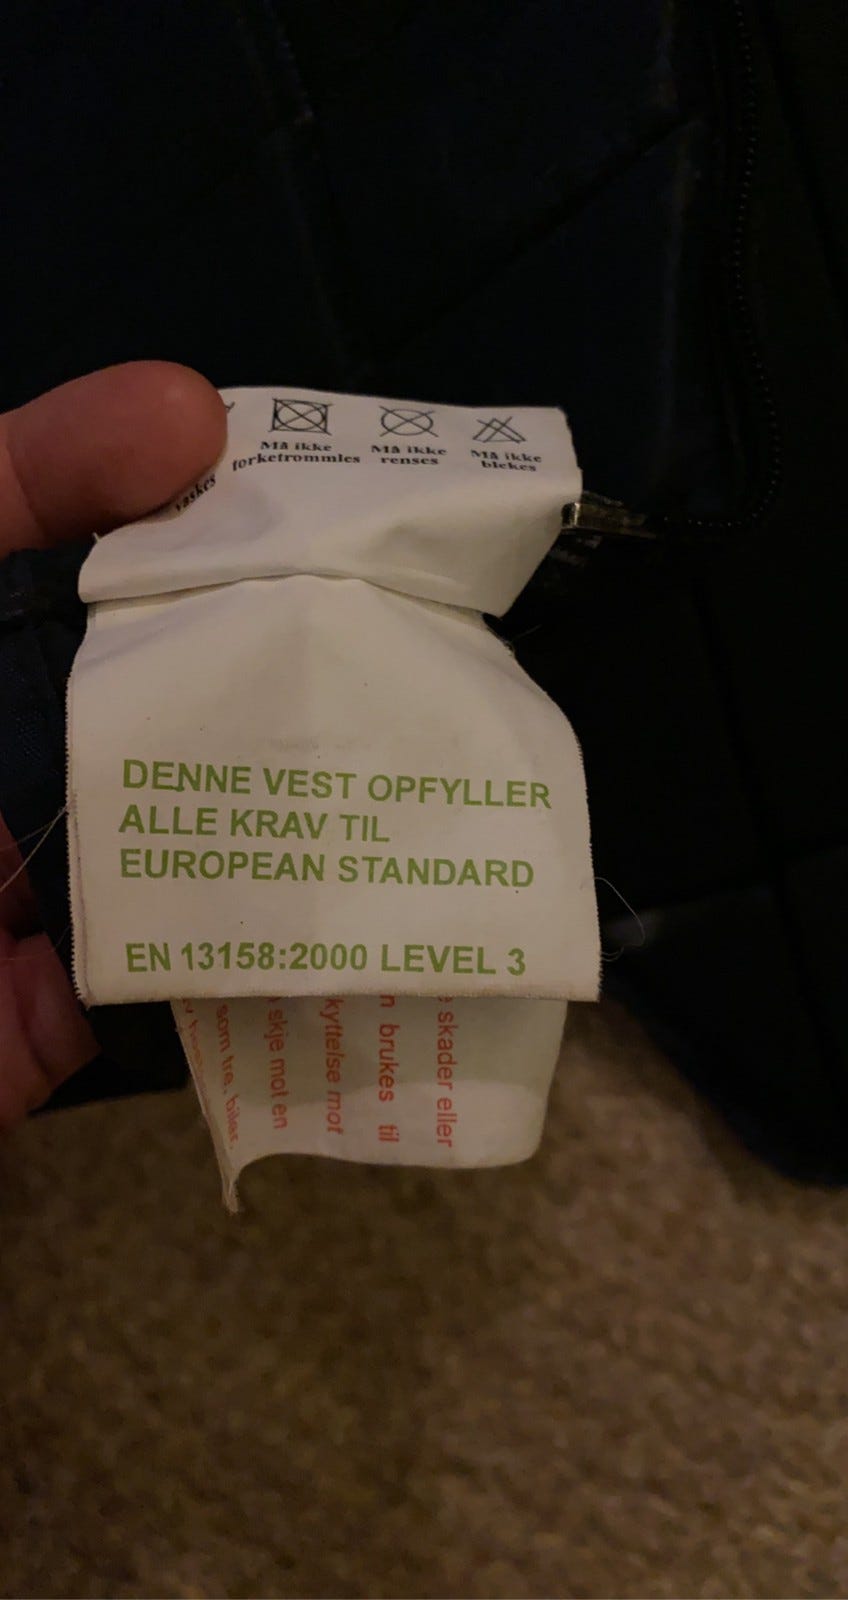 vaskes
Må ikke
torketrommles
Må ikke
renses
Må ikke
blekes
DENNE VEST OPFYLLER
ALLE KRAV TIL
EUROPEAN STANDARD
EN 13158:2000 LEVEL 3
skader eller
n brukes til
kyttelse mot
skje mot en
som tre, biler,